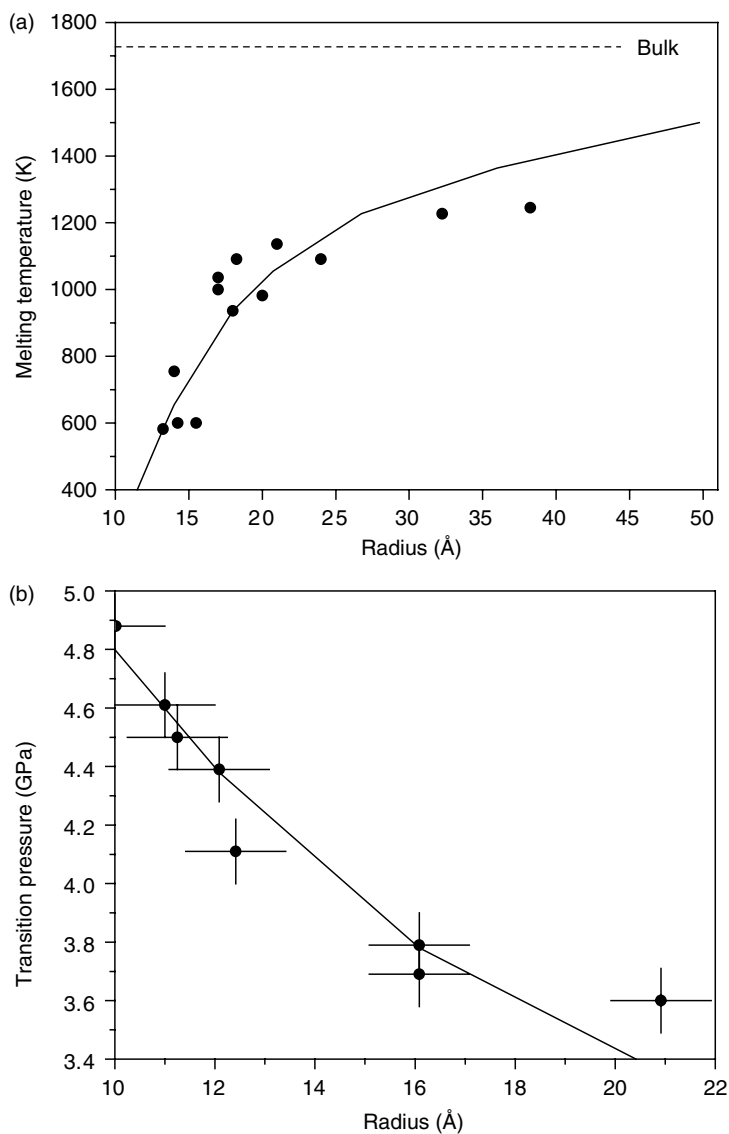 (a)
1800
1600
1400
1200
1000
800
600
400
Bulk
Melting temperature (K)
10 15 20 25 30 35 40 45 50
Radius (Å)
(b)
5.0
4.8
4.6
4.4
4.2
4.0
3.8
3.6
3.4
Transition pressure (GPa)
10 12 14 16 18 20 22
Radius (Å)